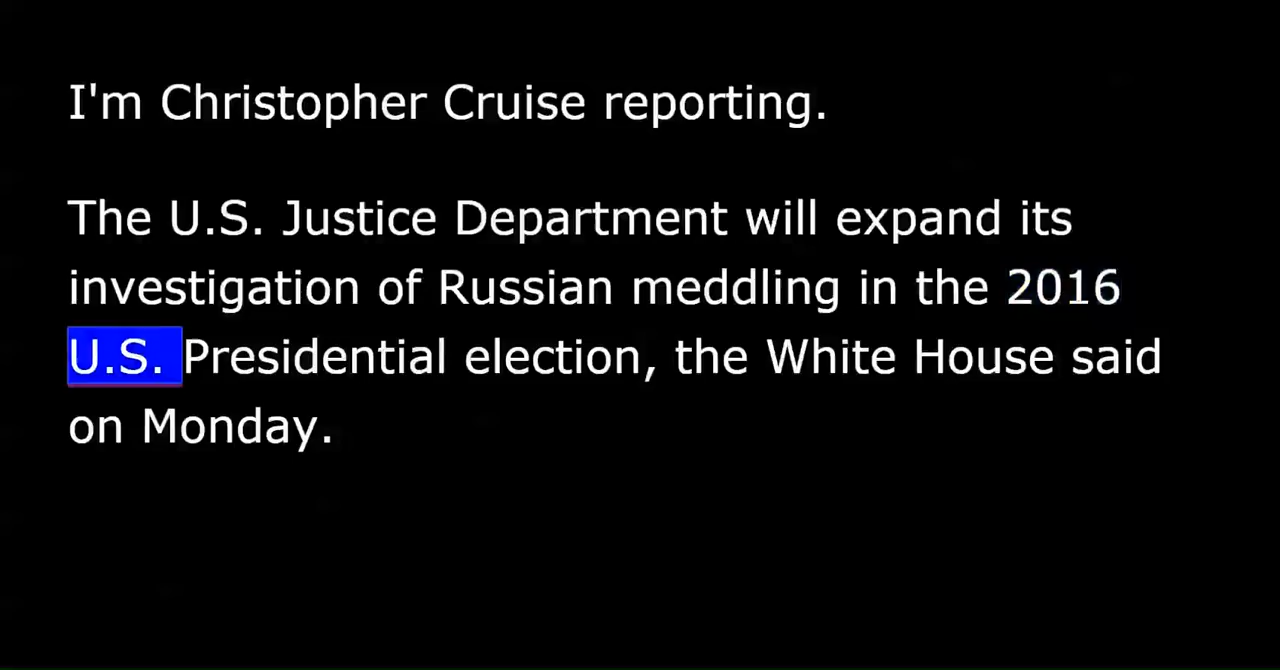 I'm Christopher Cruise reporting.
The U.S. Justice Department will expand its
investigation of Russian meddling in the 2016
U.S. Presidential election, the White House said
on Monday.